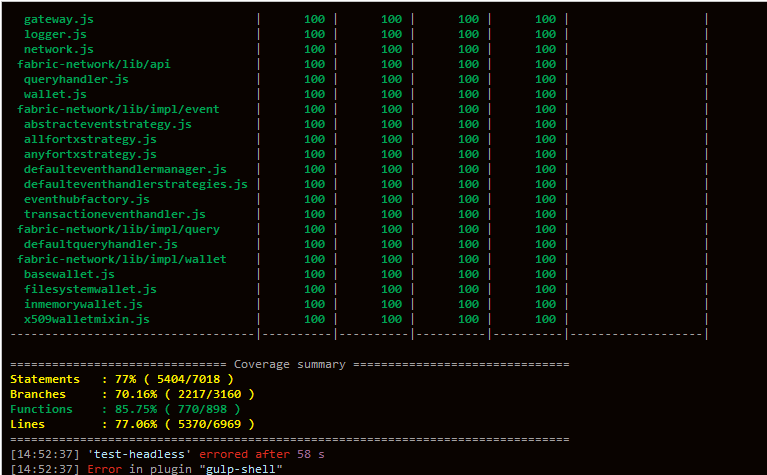 gateway.js | 100 | 100 | 100 | 100 | |
logger.js | 100 | 100 | 100 | 100 | |
network.js | 100 | 100 | 100 | 100 | |
fabric-network/lib/api | 100 | 100 | 100 | 100 | |
queryhandler.js | 100 | 100 | 100 | 100 | |
wallet.js | 100 | 100 | 100 | 100 | |
fabric-network/lib/impl/event | 100 | 100 | 100 | 100 | |
abstracteventstrategy.js | 100 | 100 | 100 | 100 | |
allfortxstrategy.js | 100 | 100 | 100 | 100 | |
anyfortxstrategy.js | 100 | 100 | 100 | 100 | |
defaulteventhandlermanager.js | 100 | 100 | 100 | 100 | |
defaulteventhandlerstrategies.js | 100 | 100 | 100 | 100 | |
eventhubfactory.js | 100 | 100 | 100 | 100 | |
transactioneventhandler.js | 100 | 100 | 100 | 100 | |
fabric-network/lib/impl/query | 100 | 100 | 100 | 100 | |
defaultqueryhandler.js | 100 | 100 | 100 | 100 | |
fabric-network/lib/impl/wallet | 100 | 100 | 100 | 100 | |
basewallet.js | 100 | 100 | 100 | 100 | |
filesystemwallet.js | 100 | 100 | 100 | 100 | |
inmemorywallet.js | 100 | 100 | 100 | 100 | |
x509walletmixin.js | 100 | 100 | 100 | 100 | |
-----------------------------------|----------|----------|----------|----------|-------------------|
=============================== Coverage summary ===============================
Statements : 77% ( 5404/7018 )
Branches : 70.16% ( 2217/3160 )
Functions : 85.75% ( 770/898 )
Lines : 77.06% ( 5370/6969 )
================================================================================
[14:52:37] 'test-headless' errored after 58 s
[14:52:37] Error in plugin "gulp-shell"